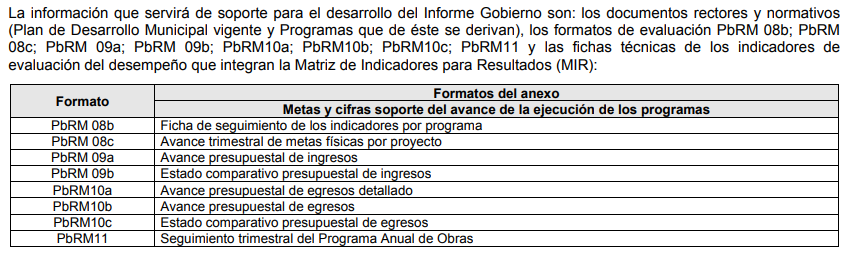 La información que servirá de soporte para el desarrollo del Informe Gobierno son: los documentos rectores y normativos
(Plan de Desarrollo Municipal vigente y Programas que de éste se derivan), los formatos de evaluación PbRM 08b; PbRM
08c; PbRM 09a; PbRM 09b; PbRM10a; PbRM10b; PbRM10c; PbRM11 y las fichas técnicas de los indicadores de
evaluación del desempeño que integran la Matriz de Indicadores para Resultados (MIR):
Formato
Formatos del anexo
Metas y cifras soporte del avance de la ejecución de los programas
PbRM 08b Ficha de seguimiento de los indicadores por programa
PbRM 08c Avance trimestral de metas físicas por proyecto
PbRM 09a Avance presupuestal de ingresos
PbRM 09b Estado comparativo presupuestal de ingresos
PbRM10a Avance presupuestal de egresos detallado
PbRM10b Avance presupuestal de egresos
PbRM10c Estado comparativo presupuestal de egresos
PbRM11 Seguimiento trimestral del Programa Anual de Obras